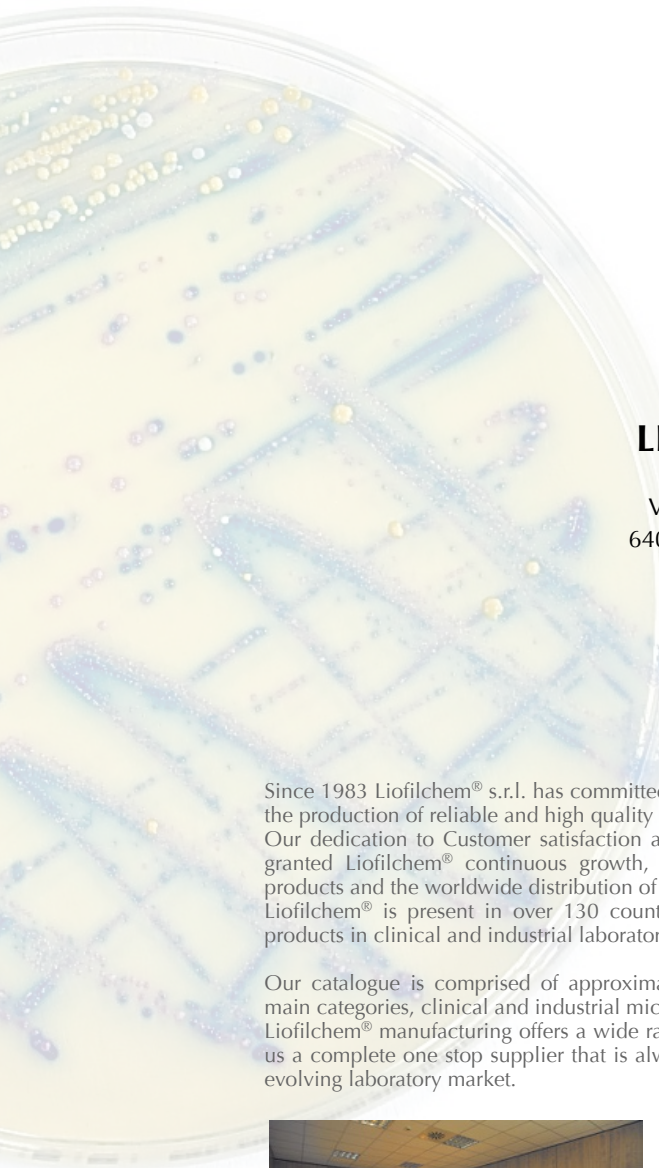 LI
V
640
Since 1983 Liofilchem® s.r.l. has committed
the production of reliable and high quality
Our dedication to Customer satisfaction a
granted Liofilchem® continuous growth,
products and the worldwide distribution of
Liofilchem® is present in over 130 count
products in clinical and industrial laborator
Our catalogue is comprised of approxima
main categories, clinical and industrial mic
Liofilchem® manufacturing offers a wide ra
us a complete one stop supplier that is alw
evolving laboratory market.